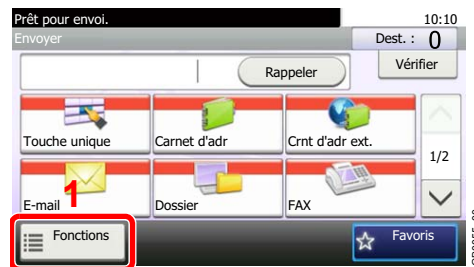 Prêt pour envoi. 10:10
Envoyer Dest. : 0
Rappeler Vérifier
Touche unique Carnet d'adr Crnt d'adr ext.
1/2
E-mail Dossier FAX
1
Fonctions Favoris